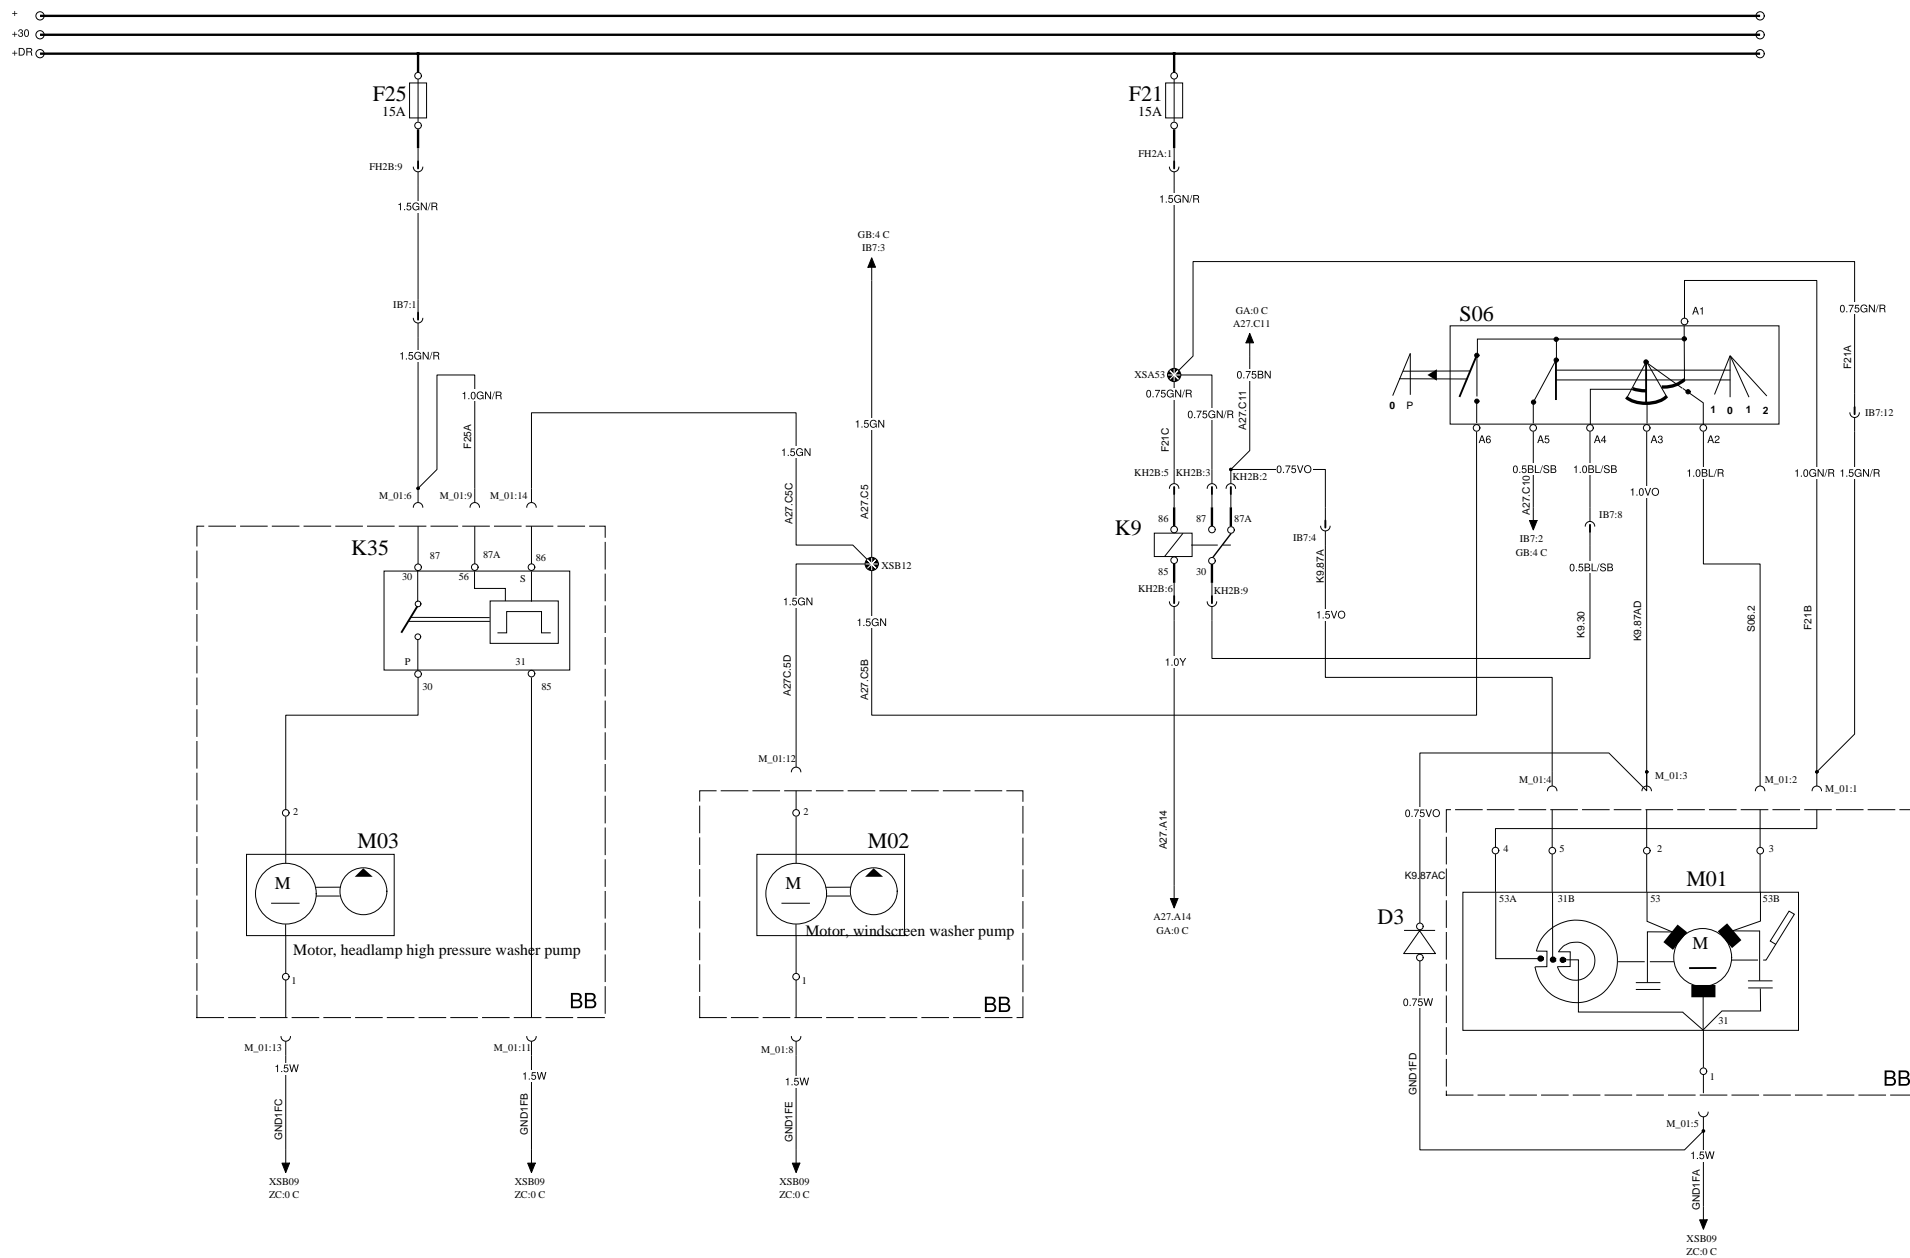 +
+30
+DR
F25
15A
F21
15A
FH2B:9
FH2A:1
1.5GN/R
1.5GN/R
GB:4 C
IB7:3
IB7:1
GA:0 C
A27.C11
S06
A1
0.75GN/R
1.5GN/R
F21A
XSA53
0.75BN
0.75GN/R
0.75GN/R
1.0GN/R
F25A
A27.C11
0 P
1 0 1 2
IB7:12
1.5GN
1.5GN
F21C
A6
A5
A4
A3
A2
KH2B:5
KH2B:3
KH2B:2
0.75VO
0.5BL/SB
1.0BL/SB
1.0BL/R
1.0GN/R
1.5GN/R
M_01:6
M_01:9
M_01:14
A27.C5C
A27.C5
1.0VO
A27.C10
86
87
87A
K9
IB7:8
IB7:4
IB7:2
GB:4 C
K35
87
87A
86
XSB12
30
56
S
85
30
KH2B:6
KH2B:9
K9.87A
0.5BL/SB
1.5GN
1.5GN
1.5VO
K9.30
K9.87AD
S06.2
F21B
P
31
30
85
1.0Y
A27C.5D
A27.C5B
M_01:12
M_01:4
M_01:3
M_01:2
M_01:1
2
2
0.75VO
M03
M02
A27.A14
4
5
2
3
M
M
K9.87AC
M01
53A
31B
53
53B
A27.A14
GA:0 C
D3
Motor, windscreen washer pump
Motor, headlamp high pressure washer pump
M
1
1
BB
BB
0.75W
31
M_01:13
M_01:11
M_01:8
1.5W
1.5W
1.5W
GND1FD
1
BB
GND1FC
GND1FB
GND1FE
M_01:5
1.5W
XSB09
ZC:0 C
XSB09
ZC:0 C
XSB09
ZC:0 C
GND1FA
XSB09
ZC:0 C